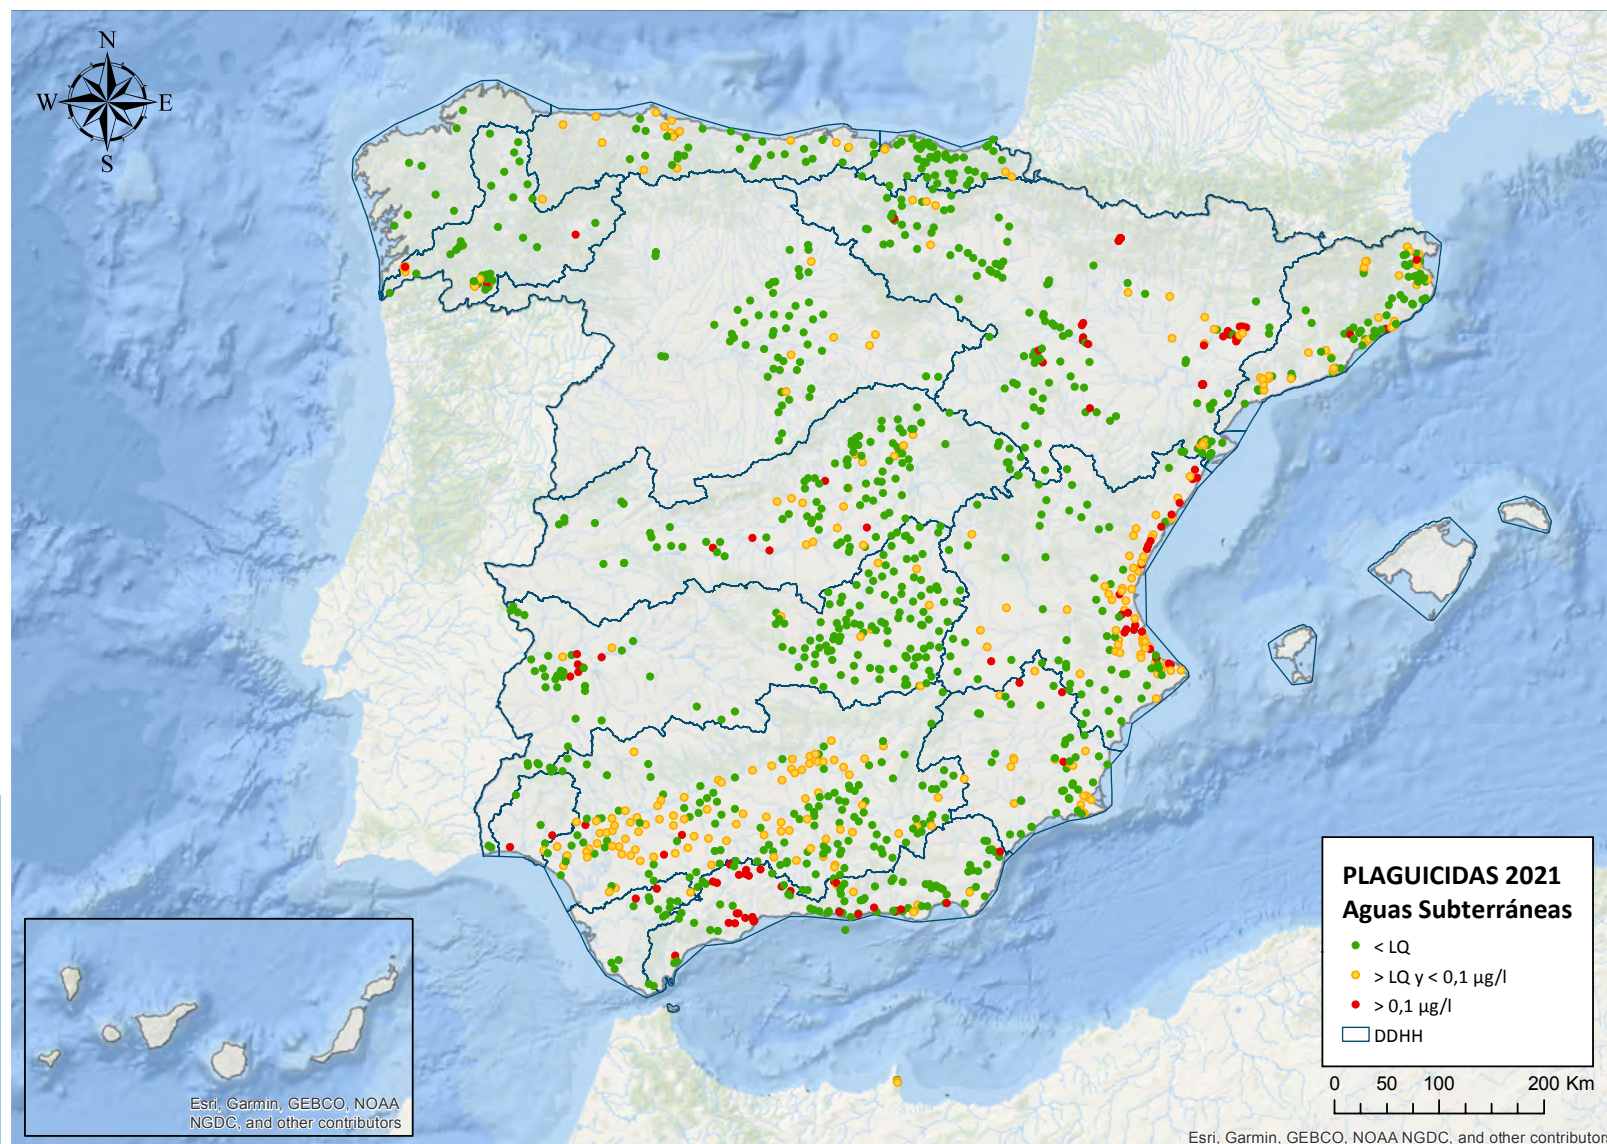 N
W E
S
PLAGUICIDAS 2021
Aguas Subterráneas
< LQ
> LQ y < 0,1 µg/l
> 0,1 µg/l
DDHH
0 50 100 200 Km
Esri, Garmin, GEBCO, NOAA
NGDC, and other contributors
Esri, Garmin, GEBCO, NOAA NGDC, and other contributor